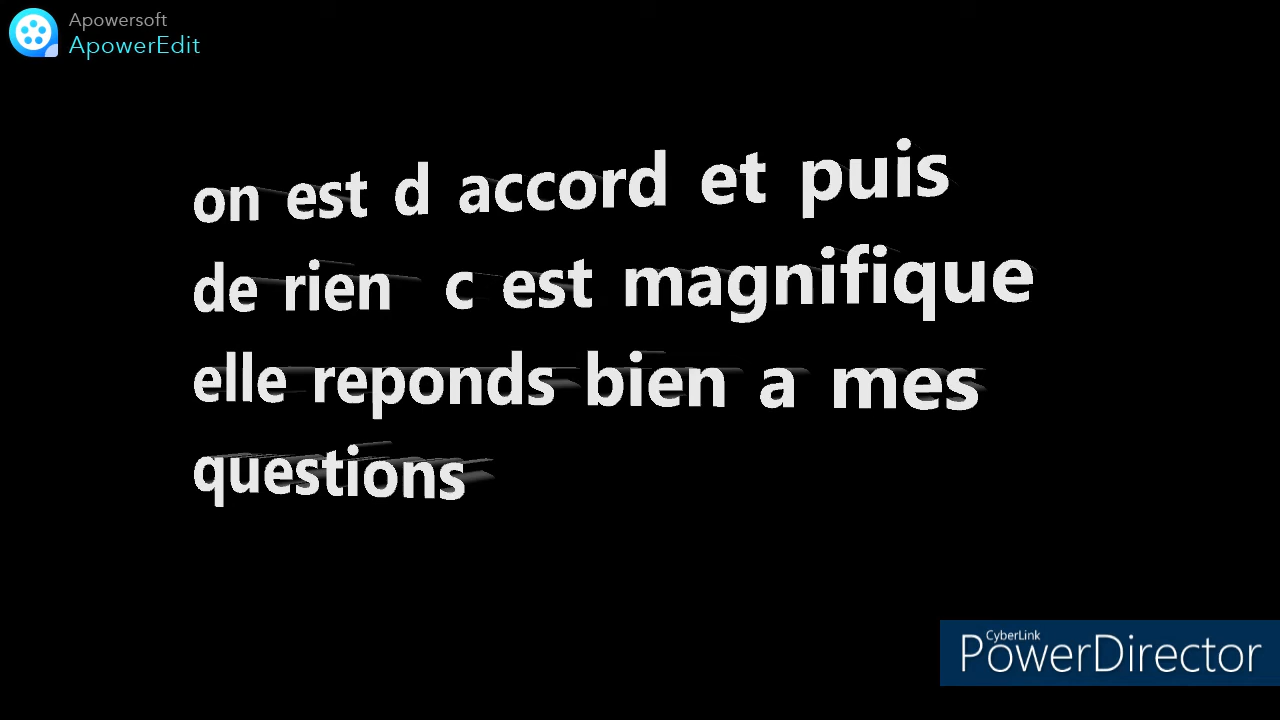 Apowersoft
ApowerEdit
on est d accord et puis
de rien c est magnifique
elle reponds bien a mes
questions
CyberLink
PowerDirector